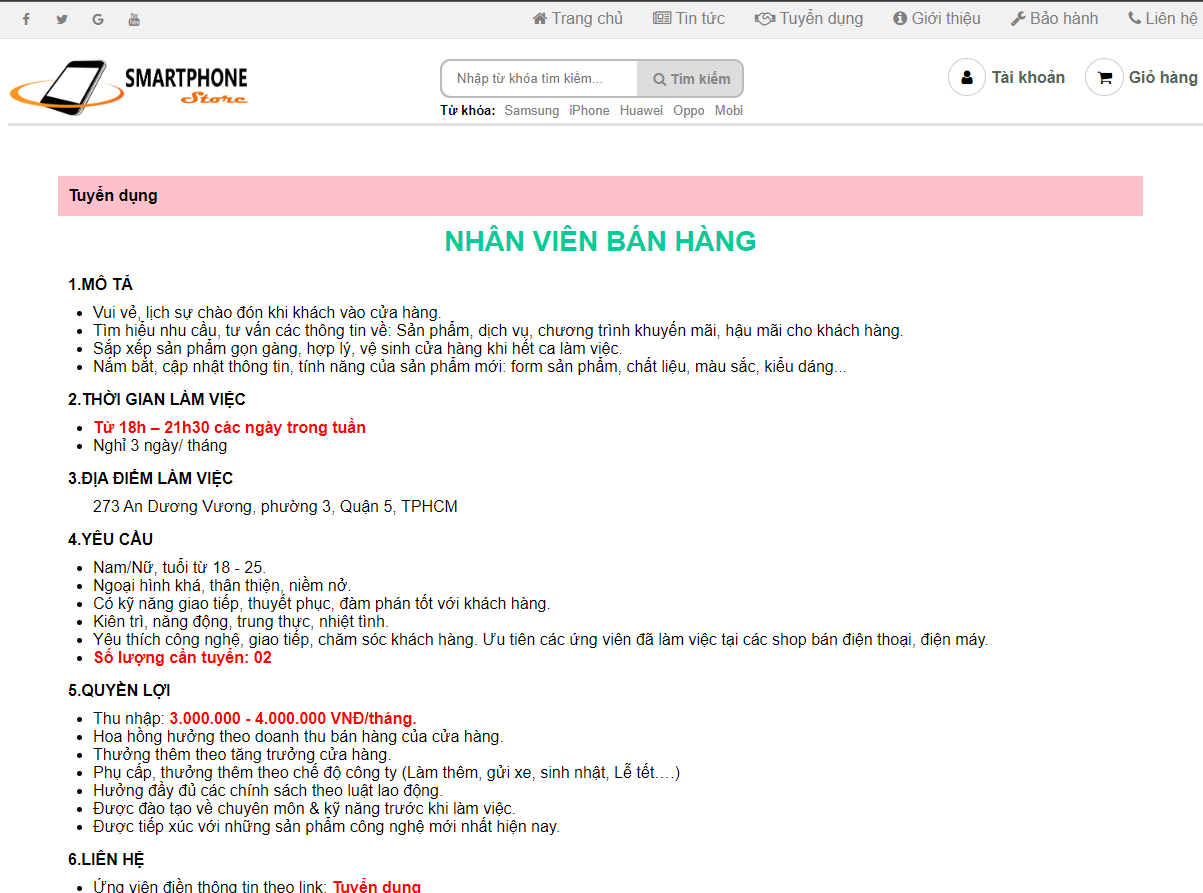 Trang chủ Tin tức Tuyển dụng Giới thiệu Bảo hành Liên hệ
SMARTPHONE
Store
Nhập từ khóa tìm kiếm... Tìm kiếm
Tài khoản Giỏ hàng
Từ khóa: Samsung iPhone Huawei Oppo Mobi
Tuyển dụng
NHÂN VIÊN BÁN HÀNG
1.MÔ TẢ
Vui vẻ, lịch sự chào đón khi khách vào cửa hàng.
Tìm hiểu nhu cầu, tư vấn các thông tin về: Sản phẩm, dịch vụ, chương trình khuyến mãi, hậu mãi cho khách hàng.
Sắp xếp sản phẩm gọn gàng, hợp lý, vệ sinh cửa hàng khi hết ca làm việc.
Nắm bắt, cập nhật thông tin, tính năng của sản phẩm mới: form sản phẩm, chất liệu, màu sắc, kiểu dáng...
2.THỜI GIAN LÀM VIỆC
Từ 18h – 21h30 các ngày trong tuần
Nghỉ 3 ngày/ tháng
3.ĐỊA ĐIỂM LÀM VIỆC
273 An Dương Vương, phường 3, Quận 5, TPHCM
4.YÊU CẦU
Nam/Nữ, tuổi từ 18 - 25.
Ngoại hình khá, thân thiện, niềm nở.
Có kỹ năng giao tiếp, thuyết phục, đàm phán tốt với khách hàng.
Kiên trì, năng động, trung thực, nhiệt tình.
Yêu thích công nghệ, giao tiếp, chăm sóc khách hàng. Ưu tiên các ứng viên đã làm việc tại các shop bán điện thoại, điện máy.
Số lượng cần tuyển: 02
5.QUYỀN LỢI
Thu nhập: 3.000.000 - 4.000.000 VNĐ/tháng.
Hoa hồng hưởng theo doanh thu bán hàng của cửa hàng.
Thưởng thêm theo tăng trưởng cửa hàng.
Phụ cấp, thưởng thêm theo chế độ công ty (Làm thêm, gửi xe, sinh nhật, Lễ tết….)
Hưởng đầy đủ các chính sách theo luật lao động.
Được đào tạo về chuyên môn & kỹ năng trước khi làm việc.
Được tiếp xúc với những sản phẩm công nghệ mới nhất hiện nay.
6.LIÊN HỆ
Ứng viên điền thông tin theo link: Tuyển dụng